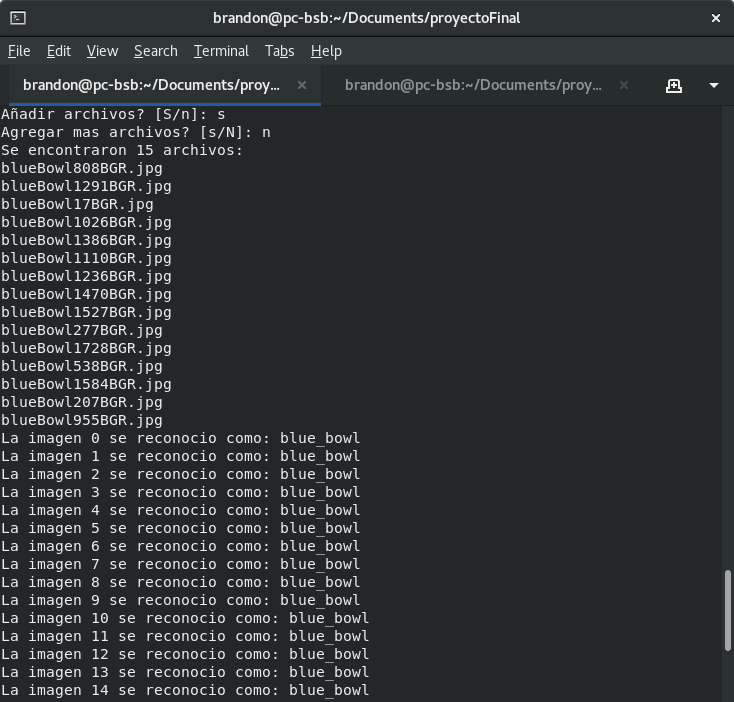 brandon@pc-bsb:~/Documents/proyectoFinal
File Edit View Search Terminal Tabs Help
brandon@pc-bsb:~/Documents/proy... brandon@pc-bsb:~/Documents/proy...
Añadir archivos? [S/n]: s
Agregar mas archivos? [s/N]: n
Se encontraron 15 archivos:
blueBowl808BGR.jpg
blueBowl1291BGR.jpg
blueBowl17BGR.jpg
blueBowl1026BGR.jpg
blueBowl1386BGR.jpg
blueBowl1110BGR.jpg
blueBowl1236BGR.jpg
blueBowl1470BGR.jpg
blueBowl1527BGR.jpg
blueBowl277BGR.jpg
blueBowl1728BGR.jpg
blueBowl538BGR.jpg
blueBowl1584BGR.jpg
blueBowl207BGR.jpg
blueBowl955BGR.jpg
La imagen 0 se reconocio como: blue_bowl
La imagen 1 se reconocio como: blue_bowl
La imagen 2 se reconocio como: blue_bowl
La imagen 3 se reconocio como: blue_bowl
La imagen 4 se reconocio como: blue_bowl
La imagen 5 se reconocio como: blue_bowl
La imagen 6 se reconocio como: blue_bowl
La imagen 7 se reconocio como: blue_bowl
La imagen 8 se reconocio como: blue_bowl
La imagen 9 se reconocio como: blue_bowl
La imagen 10 se reconocio como: blue_bowl
La imagen 11 se reconocio como: blue_bowl
La imagen 12 se reconocio como: blue_bowl
La imagen 13 se reconocio como: blue_bowl
La imagen 14 se reconocio como: blue_bowl